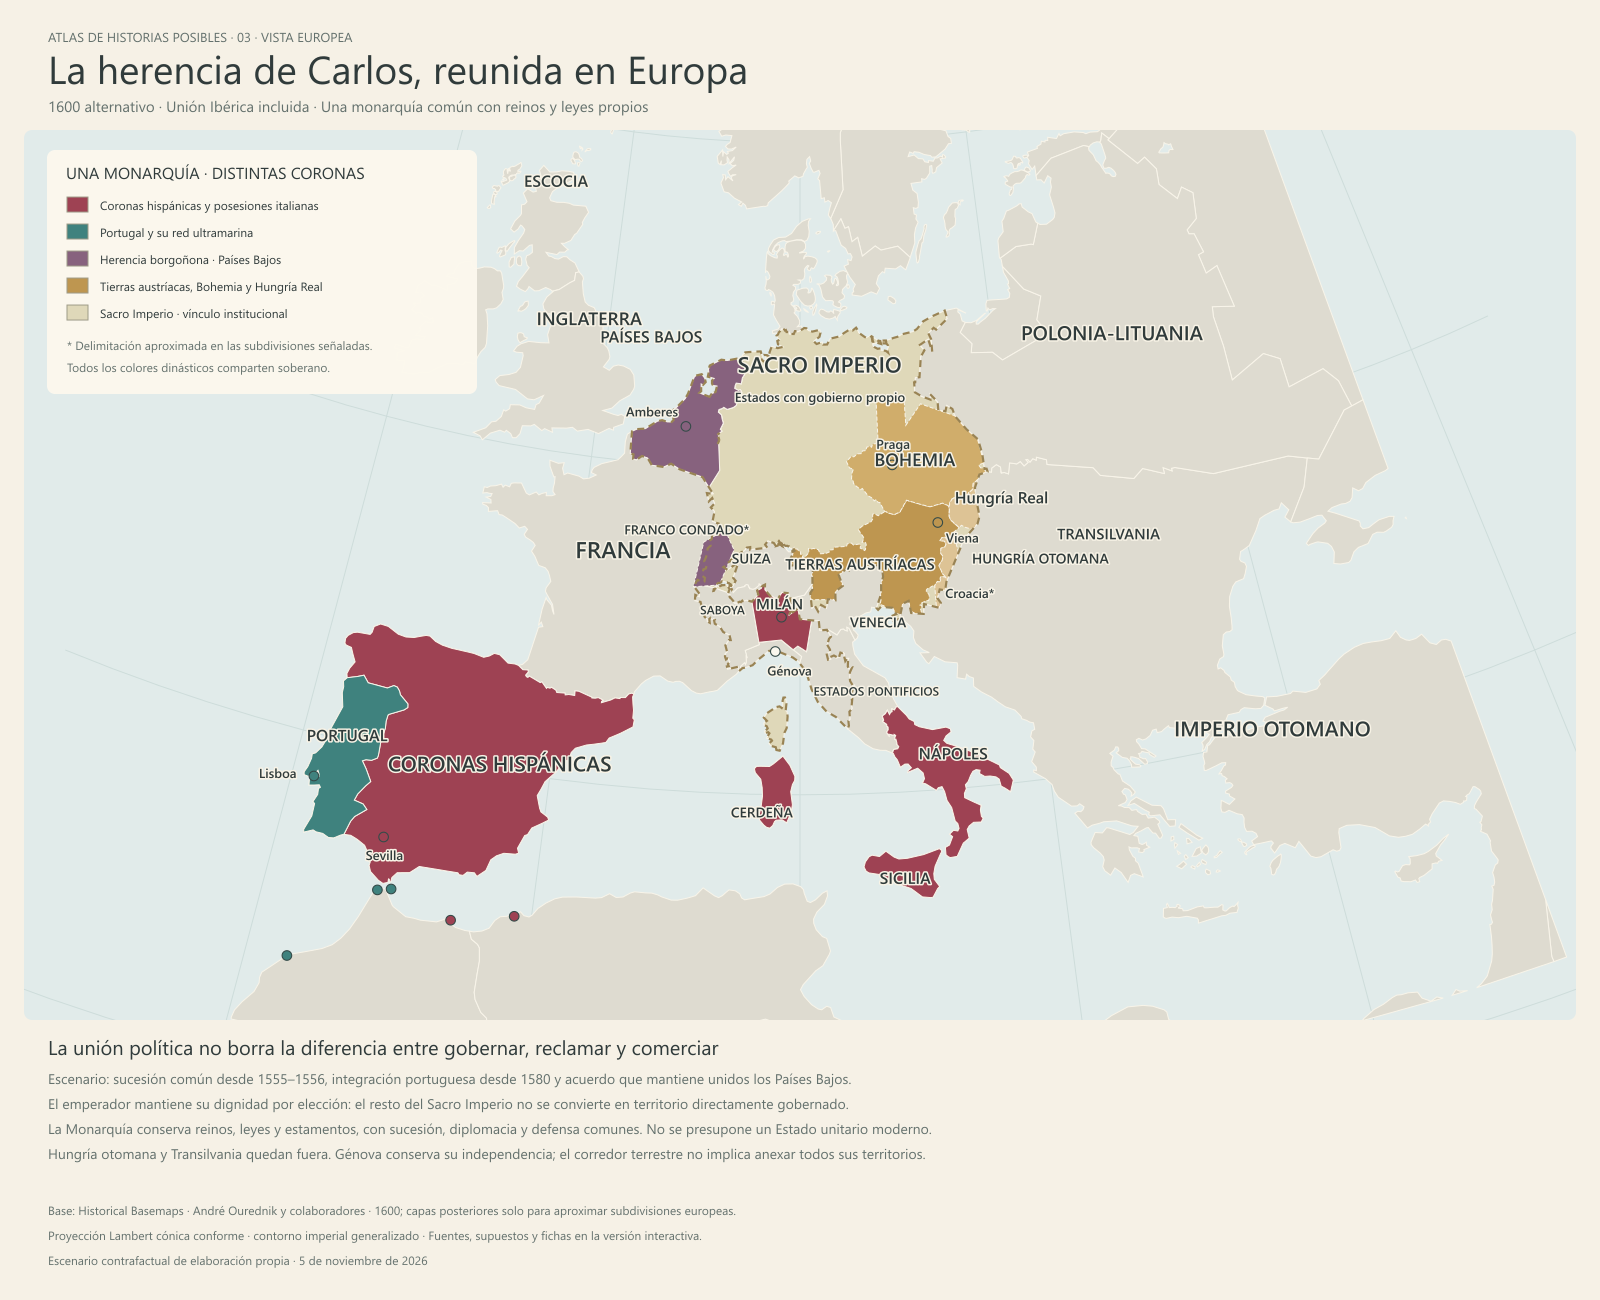 ATLAS DE HISTORIAS POSIBLES · 03 · VISTA EUROPEA
La herencia de Carlos, reunida en Europa
1600 alternativo · Unión Ibérica incluida · Una monarquía común con reinos y leyes propios
UNA MONARQUÍA · DISTINTAS CORONAS
Coronas hispánicas y posesiones italianas
Portugal y su red ultramarina
Herencia borgoñona · Países Bajos
Tierras austríacas, Bohemia y Hungría Real
Sacro Imperio · vínculo institucional
* Delimitación aproximada en las subdivisiones señaladas.
Todos los colores dinásticos comparten soberano.
ESCOCIA
INGLATERRA
PAÍSES BAJOS
POLONIA-LITUANIA
SACRO IMPERIO
Estados con gobierno propio
Amberes
Praga
BOHEMIA
Hungría Real
FRANCO CONDADO*
TRANSILVANIA
Viena
FRANCIA
SUIZA
TIERRAS AUSTRÍACAS
HUNGRÍA OTOMANA
Croacia*
MILÁN
SABOYA
VENECIA
Génova
ESTADOS PONTIFICIOS
IMPERIO OTOMANO
PORTUGAL
NÁPOLES
CORONAS HISPÁNICAS
Lisboa
CERDEÑA
Sevilla
SICILIA
La unión política no borra la diferencia entre gobernar, reclamar y comerciar
Escenario: sucesión común desde 1555–1556, integración portuguesa desde 1580 y acuerdo que mantiene unidos los Países Bajos.
El emperador mantiene su dignidad por elección: el resto del Sacro Imperio no se convierte en territorio directamente gobernado.
La Monarquía conserva reinos, leyes y estamentos, con sucesión, diplomacia y defensa comunes. No se presupone un Estado unitario moderno.
Hungría otomana y Transilvania quedan fuera. Génova conserva su independencia; el corredor terrestre no implica anexar todos sus territorios.
Base: Historical Basemaps · André Ourednik y colaboradores · 1600; capas posteriores solo para aproximar subdivisiones europeas.
Proyección Lambert cónica conforme · contorno imperial generalizado · Fuentes, supuestos y fichas en la versión interactiva.
Escenario contrafactual de elaboración propia · 5 de noviembre de 2026